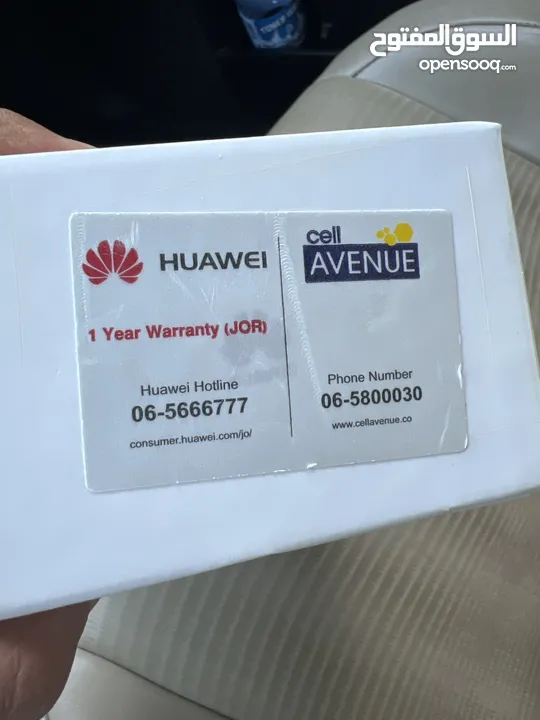 السوق المفتوح
opensooq.com
HUAWEI
1 Year Warranty (JOR)
Huawei Hotline
06-5666777
consumer.huawei.com/jo/
cell
AVENUE
Phone Number
06-5800030
www.cellavenue.co